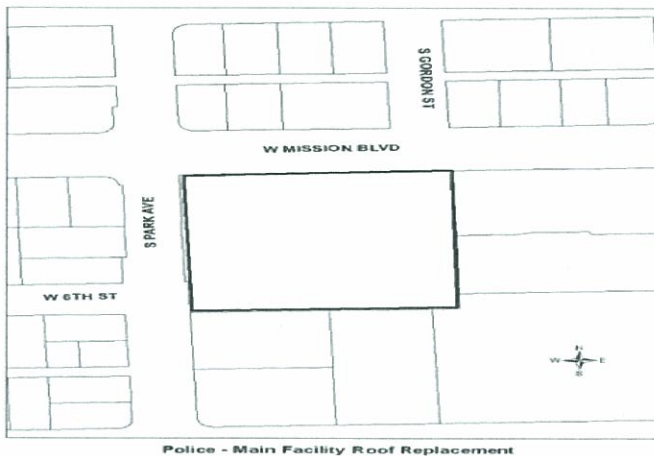 S GORDON ST
W MISSION BLVD
S PARK AVE
W 6TH ST
N
W E
S
Police - Main Facility Roof Replacement